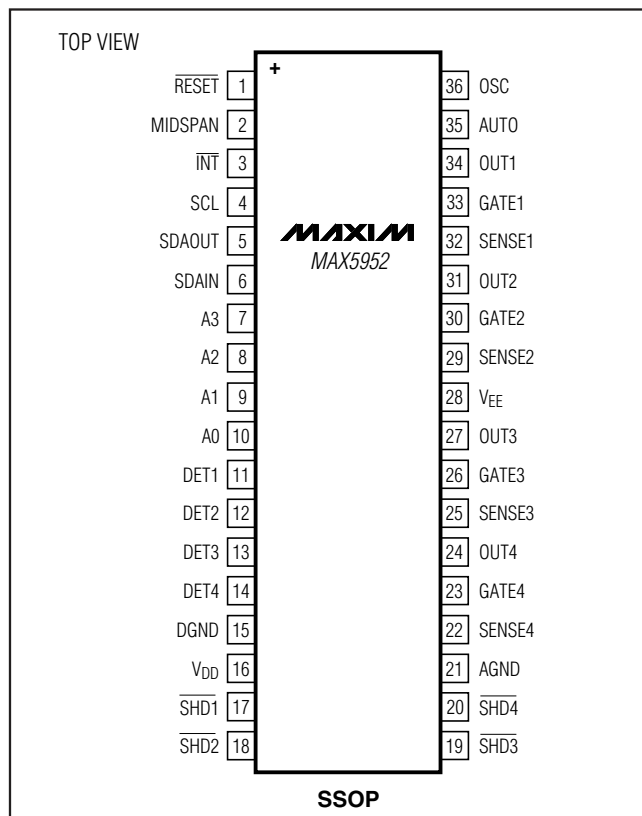 TOP VIEW
+
RESET 1 36 OSC
MIDSPAN 2 35 AUTO
INT 3 34 OUT1
SCL 4 33 GATE1
SDAOUT 5 MAXIM 32 SENSE1
SDAIN 6 MAX5952 31 OUT2
A3 7 30 GATE2
A2 8 29 SENSE2
A1 9 28 VEE
A0 10 27 OUT3
DET1 11 26 GATE3
DET2 12 25 SENSE3
DET3 13 24 OUT4
DET4 14 23 GATE4
DGND 15 22 SENSE4
VDD 16 21 AGND
SHD1 17 20 SHD4
SHD2 18 19 SHD3
SSOP